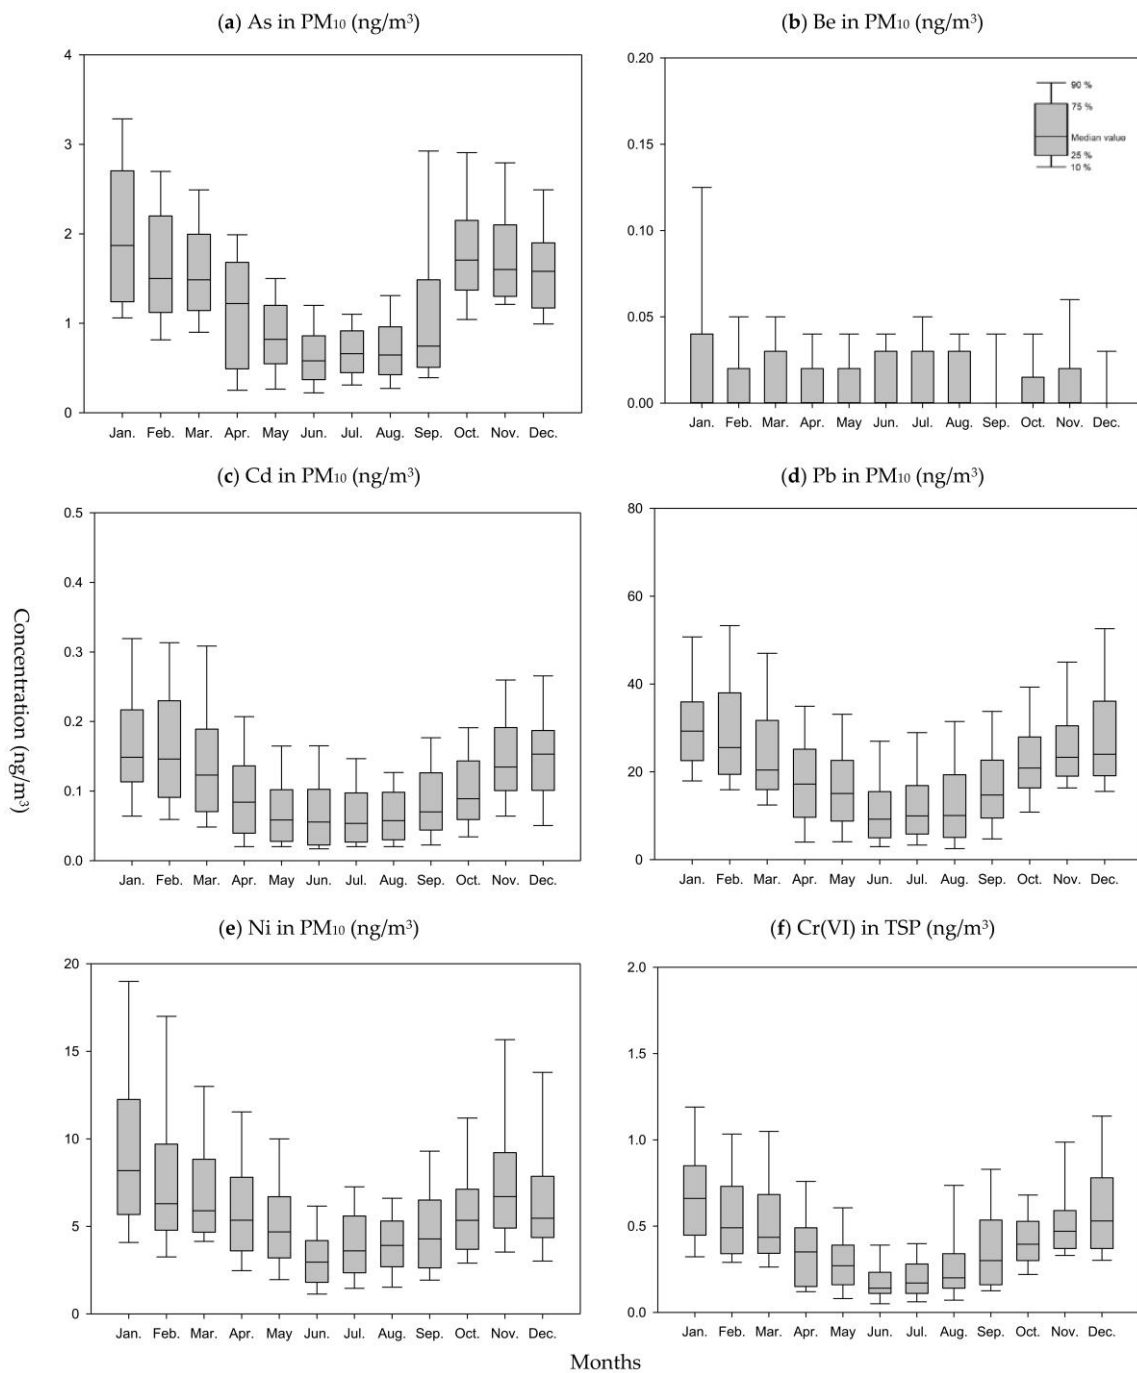 (a) As in PM10 (ng/m³)
4
3
2
1
0
Jan. Feb. Mar. Apr. May Jun. Jul. Aug. Sep. Oct. Nov. Dec.
(b) Be in PM10 (ng/m³)
0.20
0.15
0.10
0.05
0.00
90 %
75 %
Median value
25 %
10 %
Jan. Feb. Mar. Apr. May Jun. Jul. Aug. Sep. Oct. Nov. Dec.
Concentration (ng/m³)
(c) Cd in PM10 (ng/m³)
0.5
0.4
0.3
0.2
0.1
0.0
Jan. Feb. Mar. Apr. May Jun. Jul. Aug. Sep. Oct. Nov. Dec.
(d) Pb in PM10 (ng/m³)
80
60
40
20
0
Jan. Feb. Mar. Apr. May Jun. Jul. Aug. Sep. Oct. Nov. Dec.
(e) Ni in PM10 (ng/m³)
20
15
10
5
0
Jan. Feb. Mar. Apr. May Jun. Jul. Aug. Sep. Oct. Nov. Dec.
(f) Cr(VI) in TSP (ng/m³)
2.0
1.5
1.0
0.5
0.0
Jan. Feb. Mar. Apr. May Jun. Jul. Aug. Sep. Oct. Nov. Dec.
Months